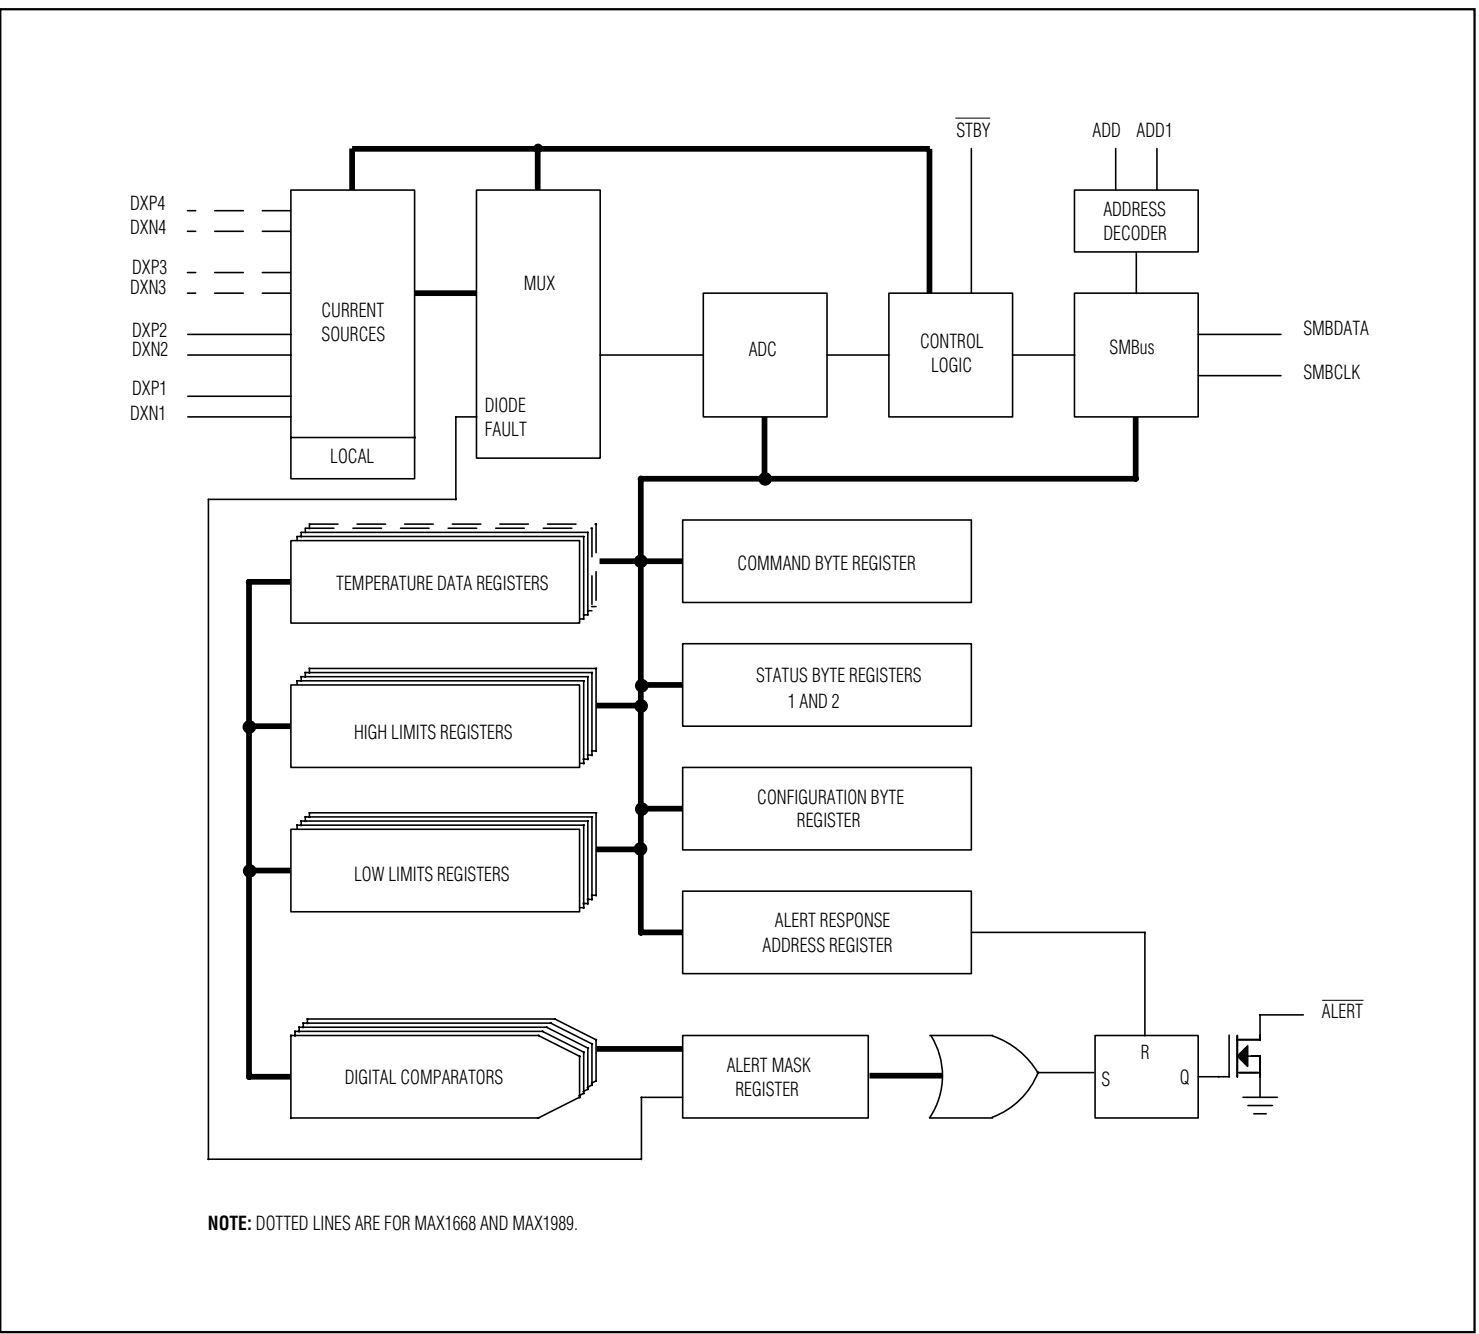 STBY
ADD ADD1
DXP4
DXN4
DXP3
DXN3
DXP2
DXN2
DXP1
DXN1
CURRENT
SOURCES
LOCAL
MUX
DIODE
FAULT
ADC
CONTROL
LOGIC
ADDRESS
DECODER
SMBus
SMBDATA
SMBCLK
TEMPERATURE DATA REGISTERS
COMMAND BYTE REGISTER
STATUS BYTE REGISTERS
1 AND 2
HIGH LIMITS REGISTERS
CONFIGURATION BYTE
REGISTER
LOW LIMITS REGISTERS
ALERT RESPONSE
ADDRESS REGISTER
DIGITAL COMPARATORS
ALERT MASK
REGISTER
R
S
Q
ALERT
NOTE: DOTTED LINES ARE FOR MAX1668 AND MAX1989.